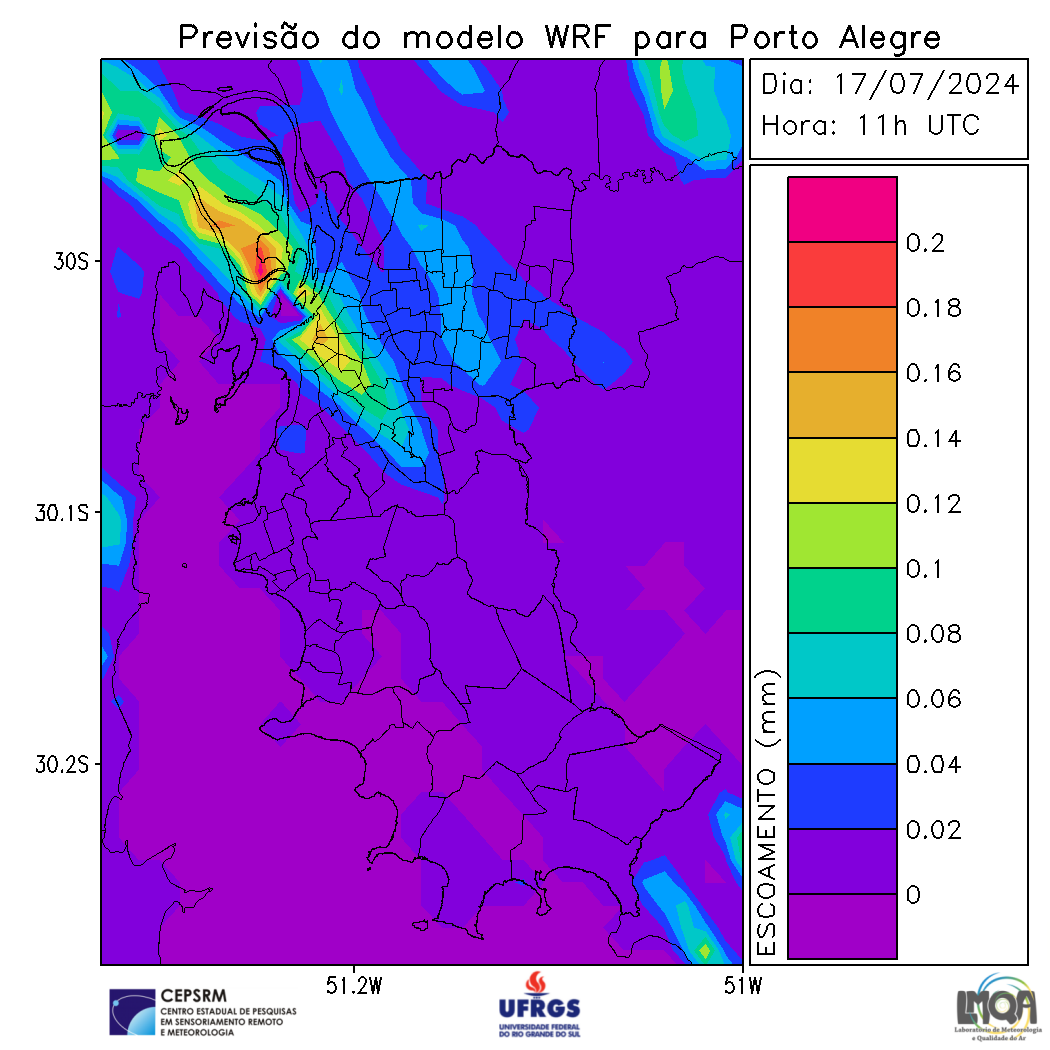 Previsão do modelo WRF para Porto Alegre
Dia: 17/07/2024
Hora: 11h UTC
30S
30.1S
30.2S
51.2W
51W
ESCOAMENTO (mm)
0.2
0.18
0.16
0.14
0.12
0.1
0.08
0.06
0.04
0.02
0
CEPSRM
CENTRO ESTADUAL DE PESQUISAS
EM SENSORIAMENTO REMOTO
E METEOROLOGIA
UFRGS
UNIVERSIDADE FEDERAL
DO RIO GRANDE DO SUL
LMQA
Laboratório de Meteorologia
e Qualidade do Ar